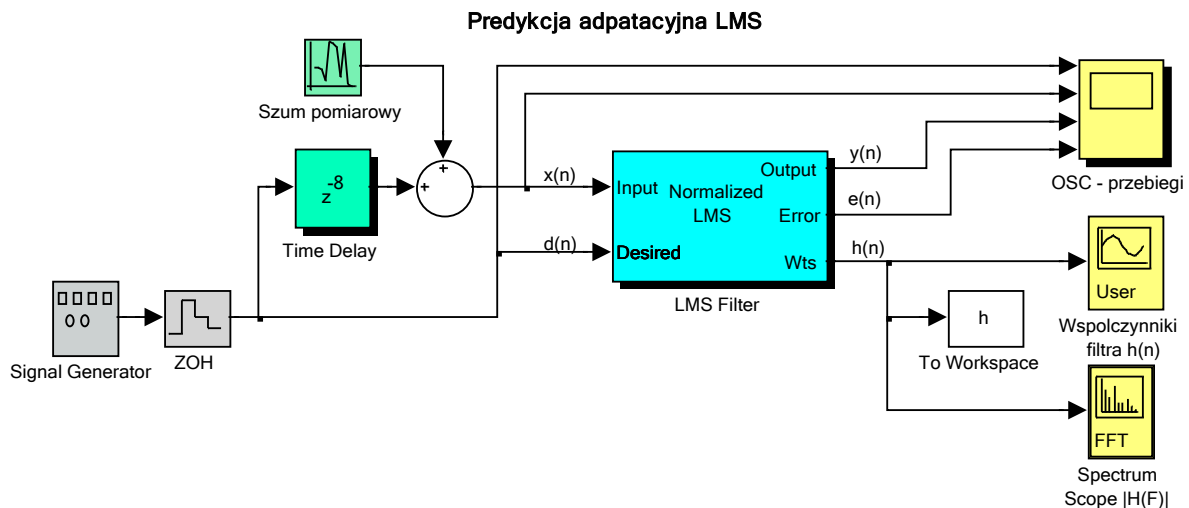 Predykcja adpatacyjna LMS
Szum pomiarowy
+
+
z-8
Time Delay
x(n)
d(n)
Input
Normalized
LMS
Output
Error
Desired
Wts
LMS Filter
y(n)
e(n)
h(n)
OSC - przebiegi
User
Wspolczynniki
filtra h(n)
h
To Workspace
Signal Generator
ZOH
FFT
Spectrum
Scope |H(F)|